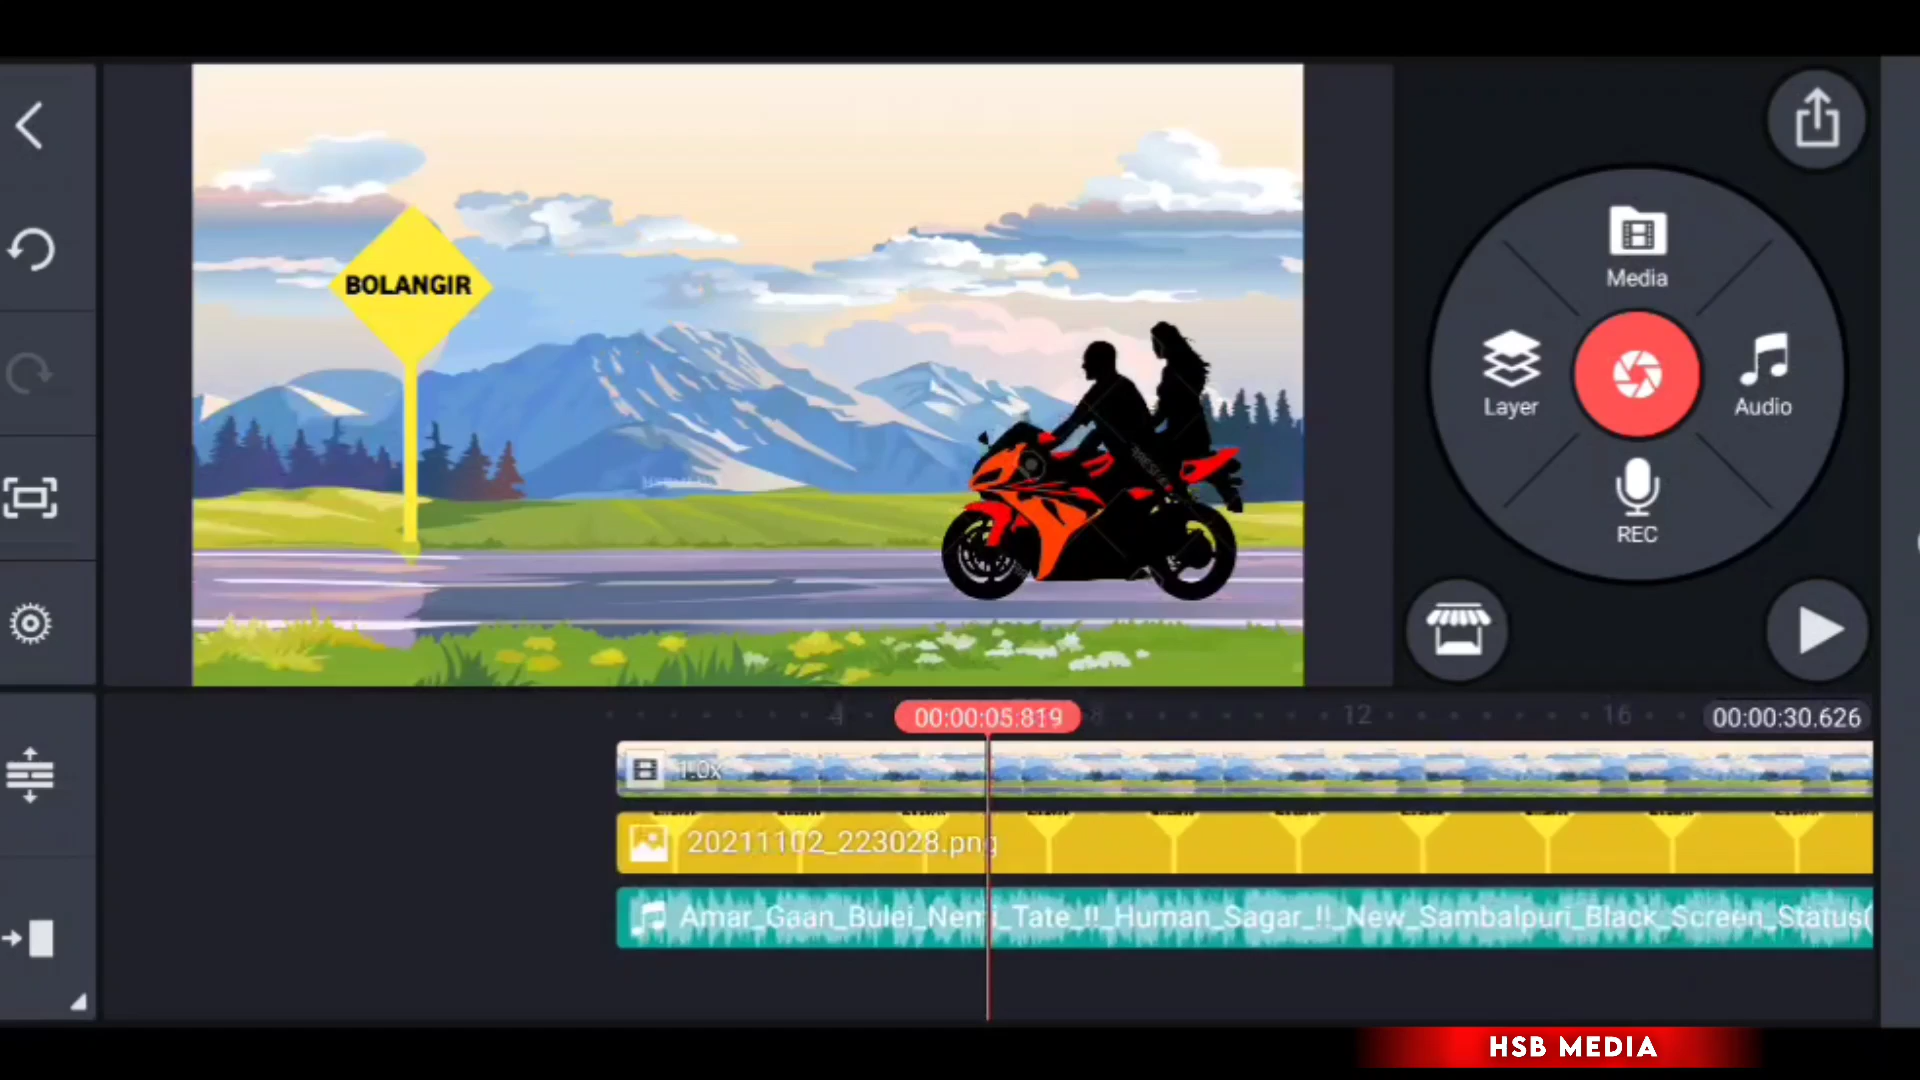 BOLANGIR
Media
Layer
Audio
REC
4
00:00:05.819
8
12
16
00:00:30.626
1.0x
20211102_223028.png
Amar_Gaan_Bulei_Nemi_Tate_!!_Human_Sagar_!!_New_Sambalpuri_Black_Screen_Status(
HSB MEDIA